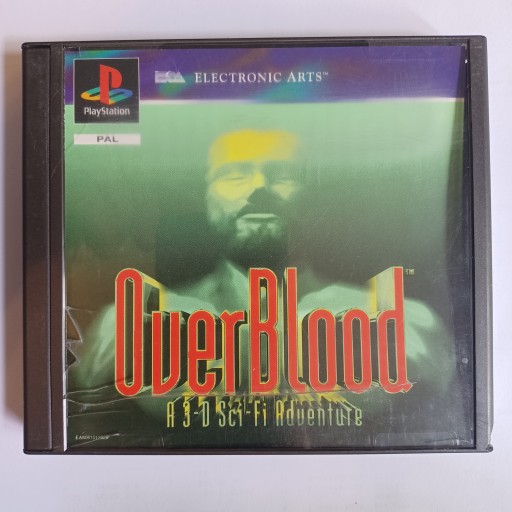 PlayStation
PAL
ELECTRONIC ARTS™
OverBlood™
A 3-D Sci-Fi Adventure